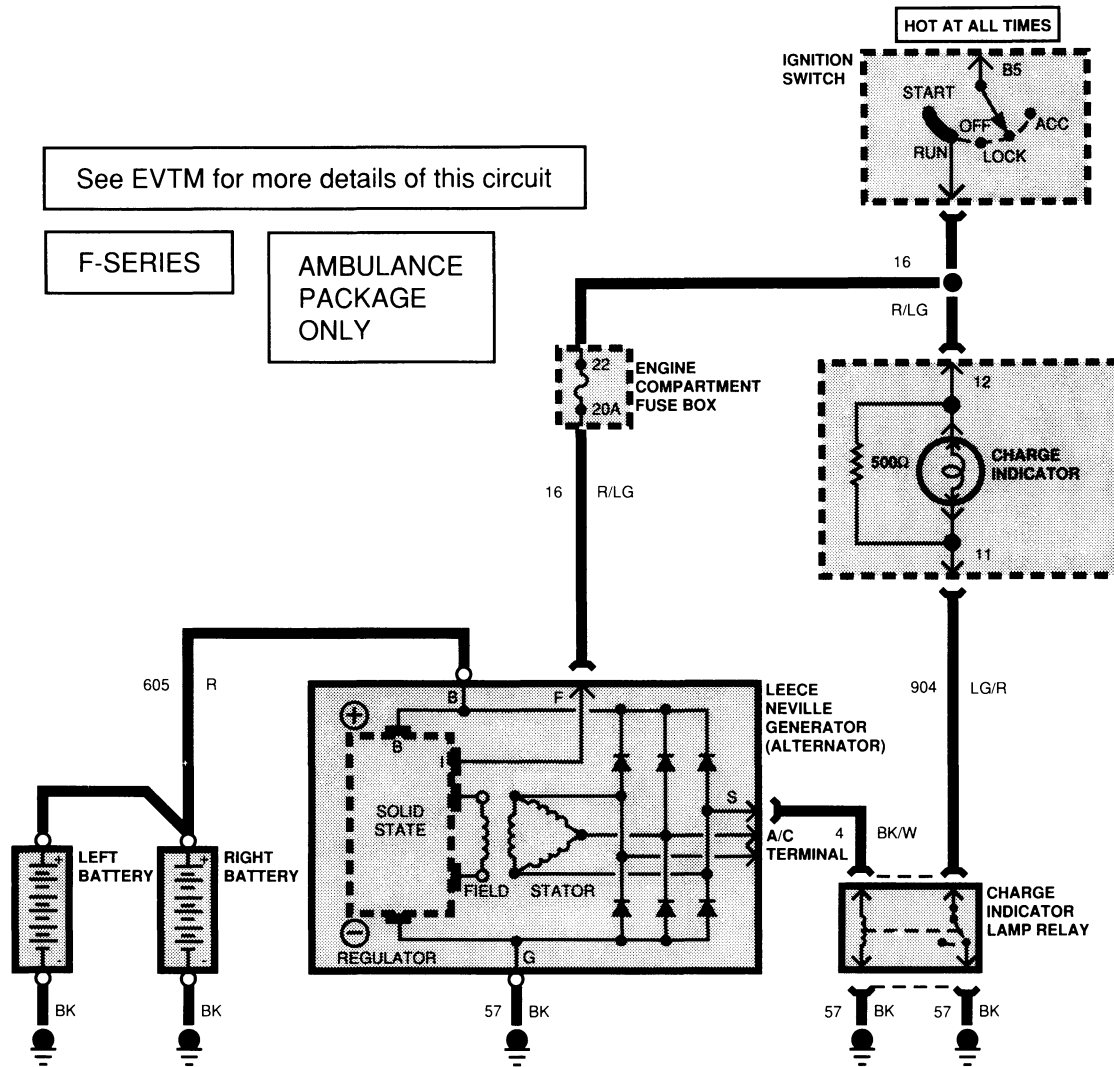 HOT AT ALL TIMES
IGNITION
SWITCH
B5
START
OFF
ACC
RUN
LOCK
See EVTM for more details of this circuit
F-SERIES
AMBULANCE
PACKAGE
ONLY
16
R/LG
22
20A
ENGINE
COMPARTMENT
FUSE BOX
12
500Ω
CHARGE
INDICATOR
11
16
R/LG
605
R
904
LG/R
LEECE
NEVILLE
GENERATOR
(ALTERNATOR)
B
F
+
B
I
SOLID
STATE
FIELD
STATOR
S
A/C
TERMINAL
4
BK/W
LEFT
BATTERY
RIGHT
BATTERY
+
-
+
-
−
REGULATOR
G
CHARGE
INDICATOR
LAMP RELAY
BK
BK
57
BK
57
BK
57
BK